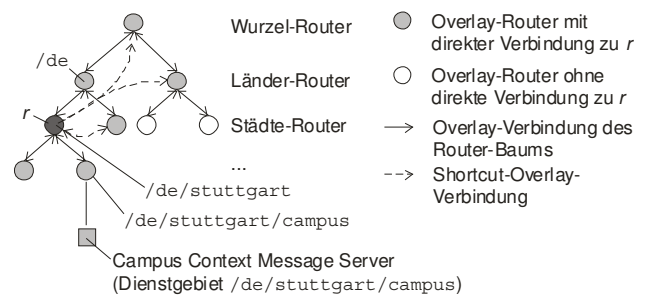 Wurzel-Router
/de
Länder-Router
r
Städte-Router
...
/de/stuttgart
/de/stuttgart/campus
Campus Context Message Server
(Dienstgebiet /de/stuttgart/campus)
Overlay-Router mit
direkter Verbindung zu r
Overlay-Router ohne
direkte Verbindung zu r
Overlay-Verbindung des
Router-Baums
Shortcut-Overlay-
Verbindung